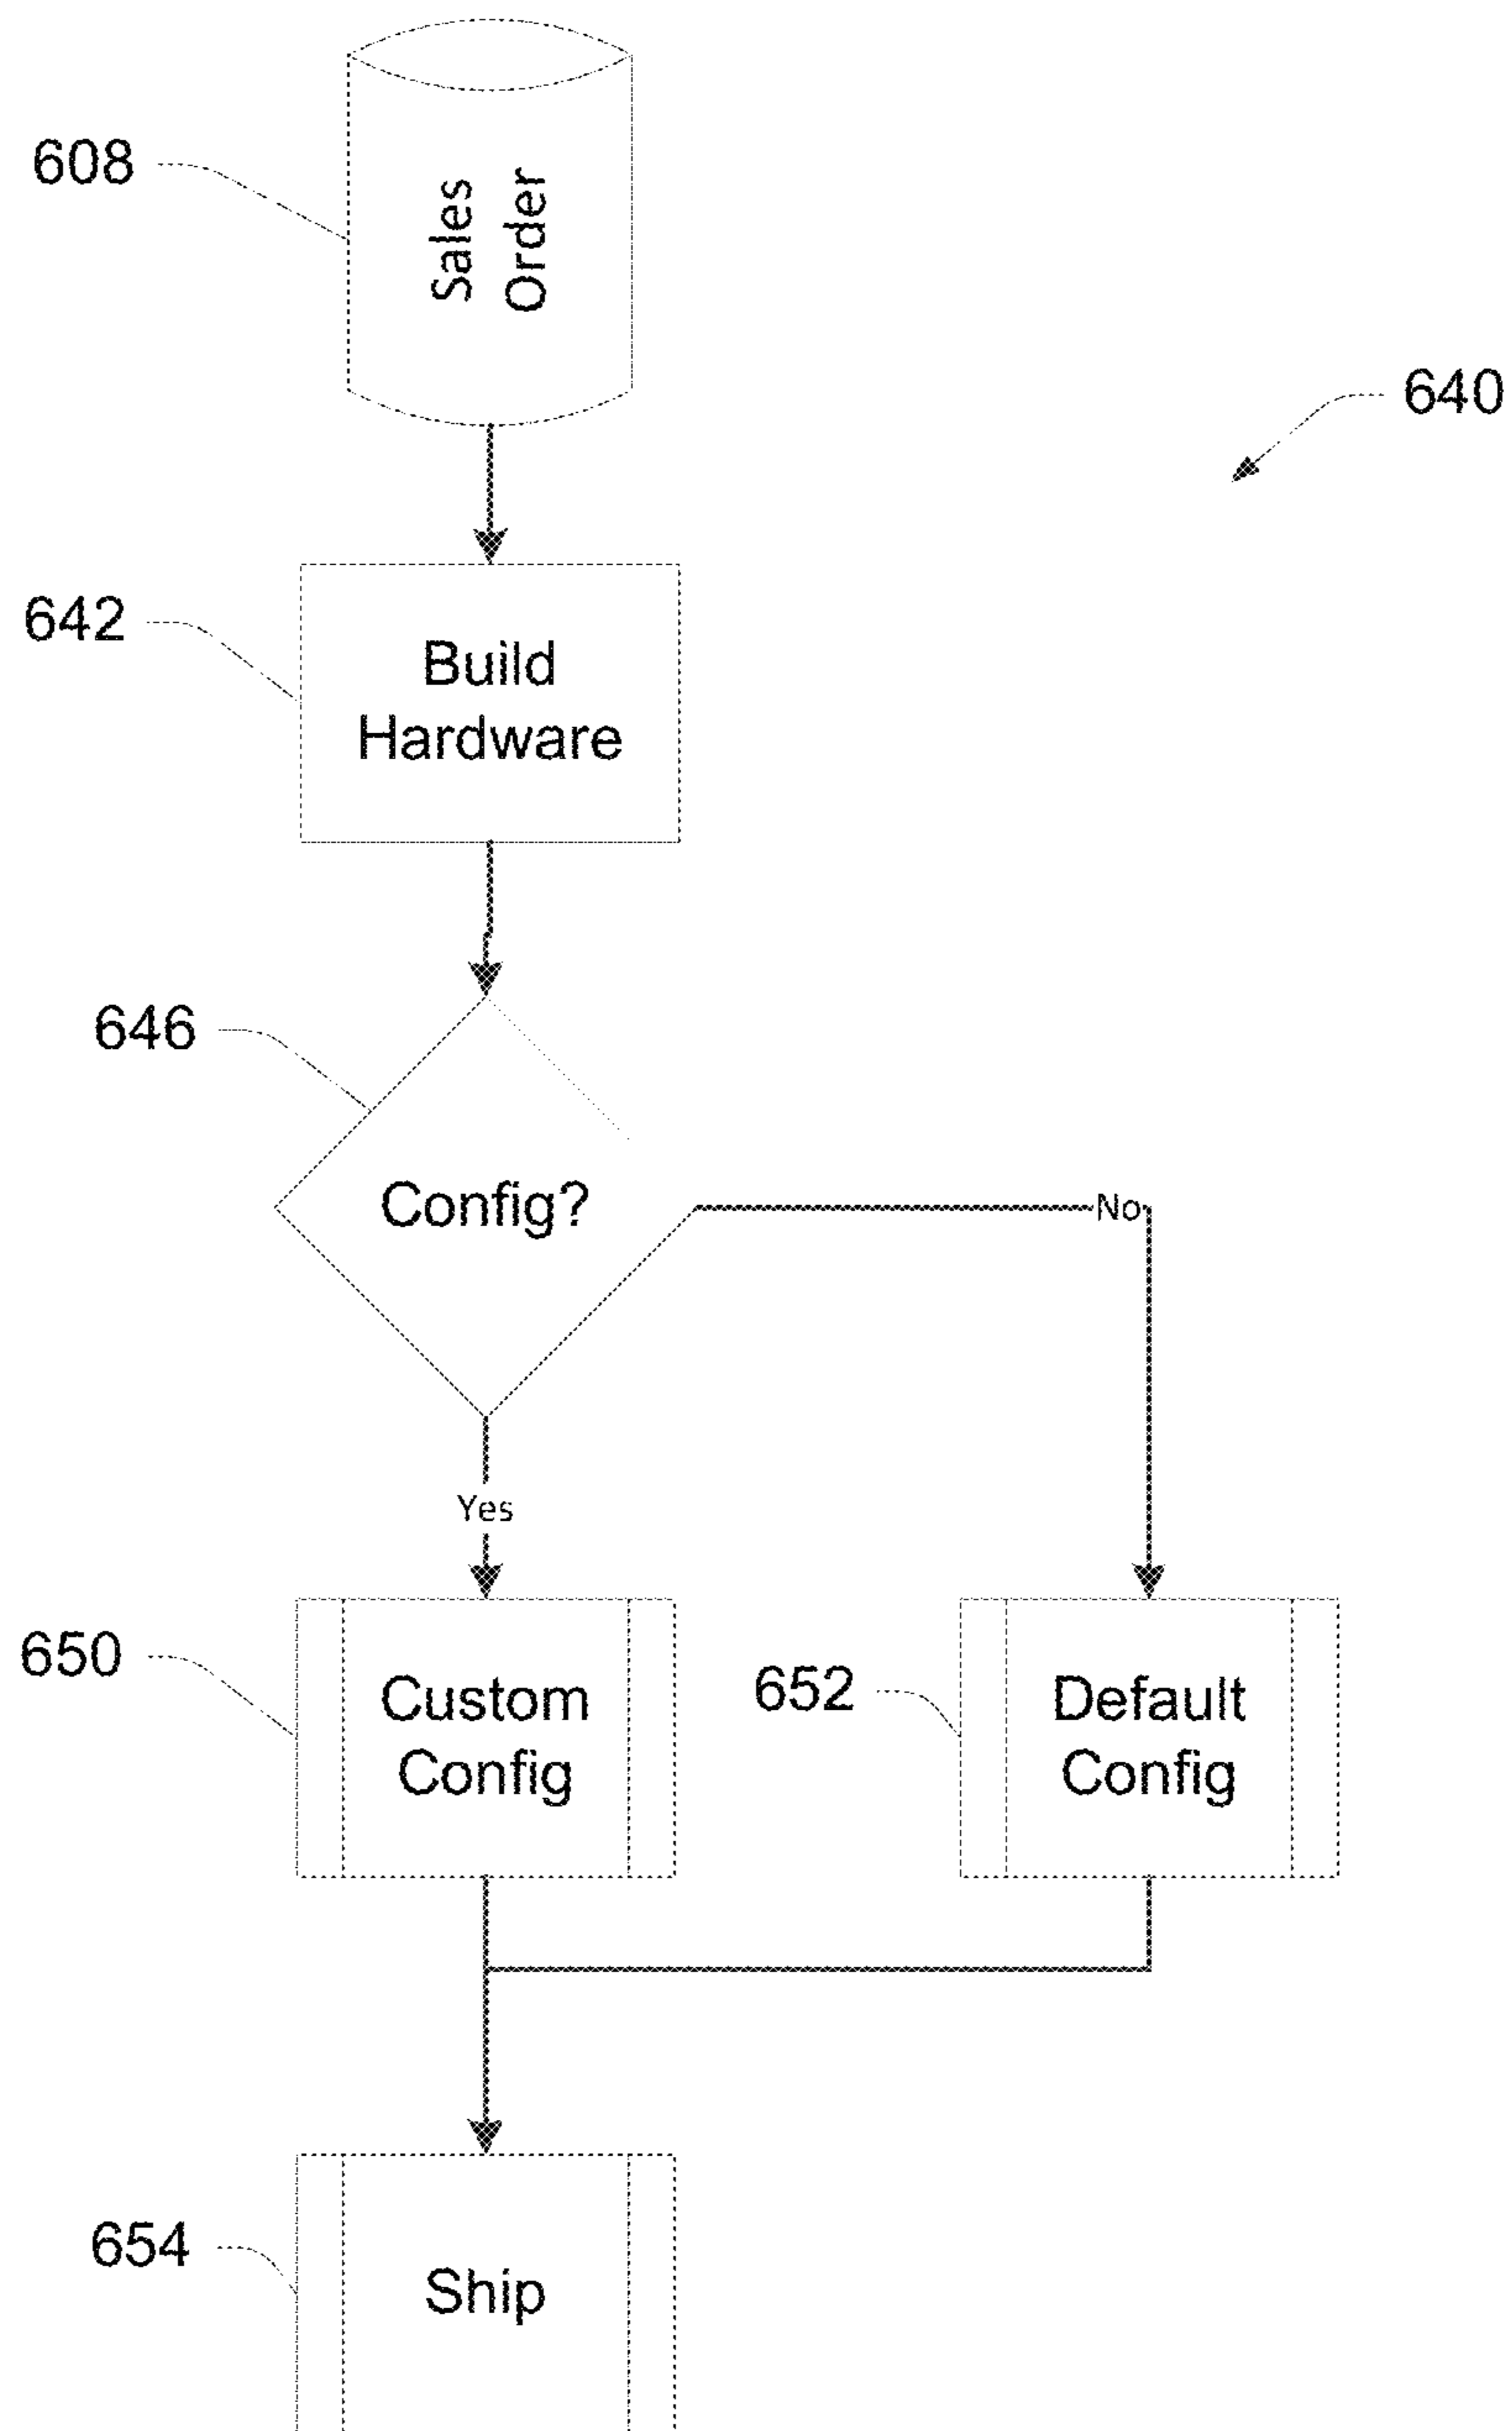 608
Sales
Order
640
642
Build
Hardware
646
Config?
No
Yes
650
Custom
Config
652
Default
Config
654
Ship